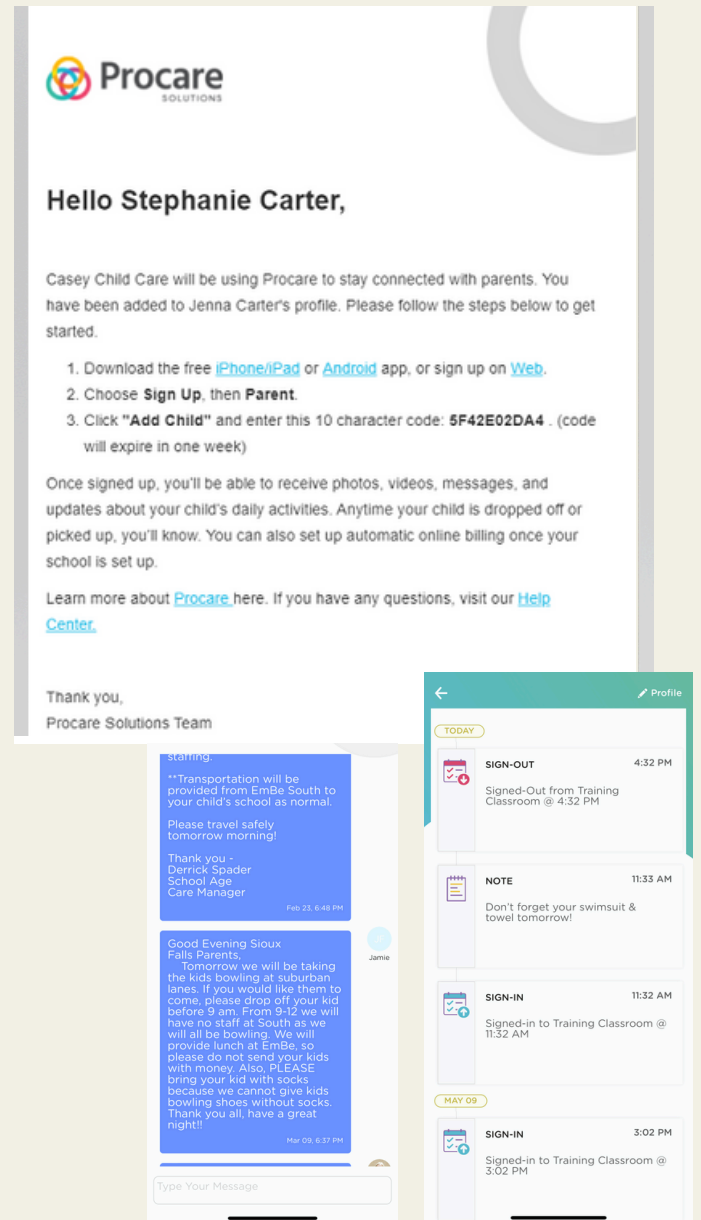 Procare
SOLUTIONS
Hello Stephanie Carter,
Casey Child Care will be using Procare to stay connected with parents. You
have been added to Jenna Carter's profile. Please follow the steps below to get
started.
1. Download the free iPhone/iPad or Android app, or sign up on Web.
2. Choose Sign Up, then Parent.
3. Click "Add Child" and enter this 10 character code: 5F42E02DA4 . (code
will expire in one week)
Once signed up, you'll be able to receive photos, videos, messages, and
updates about your child's daily activities. Anytime your child is dropped off or
picked up, you'll know. You can also set up automatic online billing once your
school is set up.
Learn more about Procare here. If you have any questions, visit our Help
Center.
Thank you,
Procare Solutions Team
staffing.
**Transportation will be
provided from EmBe South to
your child's school as normal.
Please travel safely
tomorrow morning!
Thank you -
Derrick Spader
School Age
Care Manager
Feb 23, 6:48 PM
Good Evening Sioux
Falls Parents,
Tomorrow we will be taking
the kids bowling at suburban
lanes. If you would like them to
come, please drop off your kid
before 9 am. From 9-12 we will
have no staff at South as we
will all be bowling. We will
provide lunch at EmBe, so
please do not send your kids
with money. Also, PLEASE
bring your kid with socks
because we cannot give kids
bowling shoes without socks.
Thank you all, have a great
night!!
Mar 09, 6:37 PM
Jamie
Type Your Message
Profile
TODAY
SIGN-OUT 4:32 PM
Signed-Out from Training
Classroom @ 4:32 PM
NOTE 11:33 AM
Don't forget your swimsuit &
towel tomorrow!
SIGN-IN 11:32 AM
Signed-in to Training Classroom @
11:32 AM
MAY 09
SIGN-IN 3:02 PM
Signed-in to Training Classroom @
3:02 PM